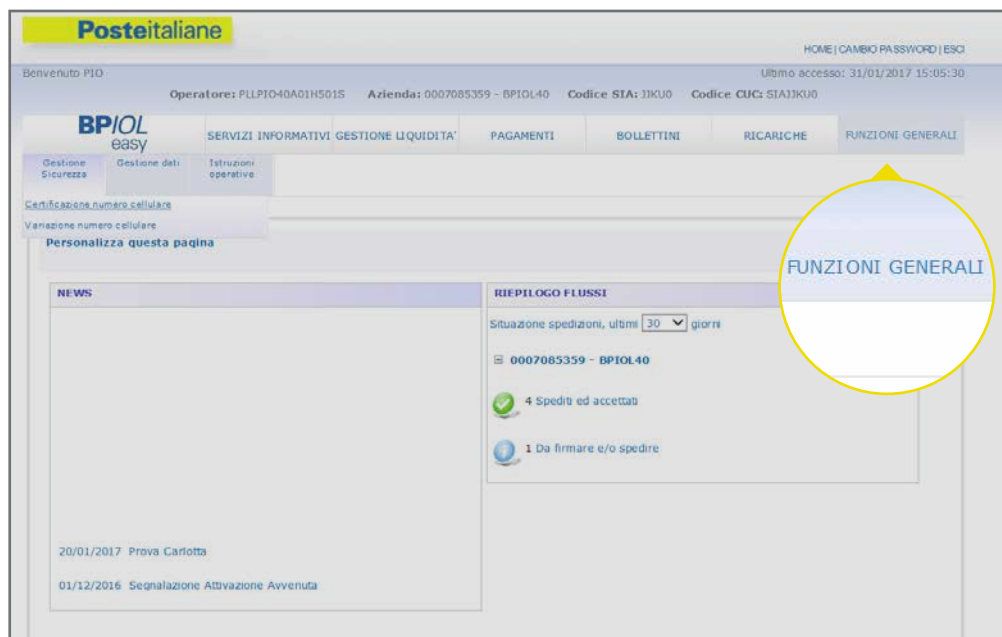 Posteitaliane
HOME | CAMBIO PASSWORD | ESCI
Benvenuto PIO
Ultimo accesso: 31/01/2017 15:05:30
Operatore: PLLPIO40A01H501S Azienda: 0007085359 - BPIOL40 Codice SIA: JJKU0 Codice CUC: SIAJJKU0
BPIOL easy
SERVIZI INFORMATIVI GESTIONE LIQUIDITA' PAGAMENTI BOLLETTINI RICARICHE FUNZIONI GENERALI
Gestione Sicurezza Gestione dati Istruzioni operative
Certificazione numero cellulare
Variazione numero cellulare
Personalizza questa pagina
FUNZIONI GENERALI
NEWS
20/01/2017 Prova Carlotta
01/12/2016 Segnalazione Attivazione Avvenuta
RIEPILOGO FLUSSI
Situazione spedizioni, ultimi 30 giorni
0007085359 - BPIOL40
4 Spediti ed accettati
1 Da firmare e/o spedire